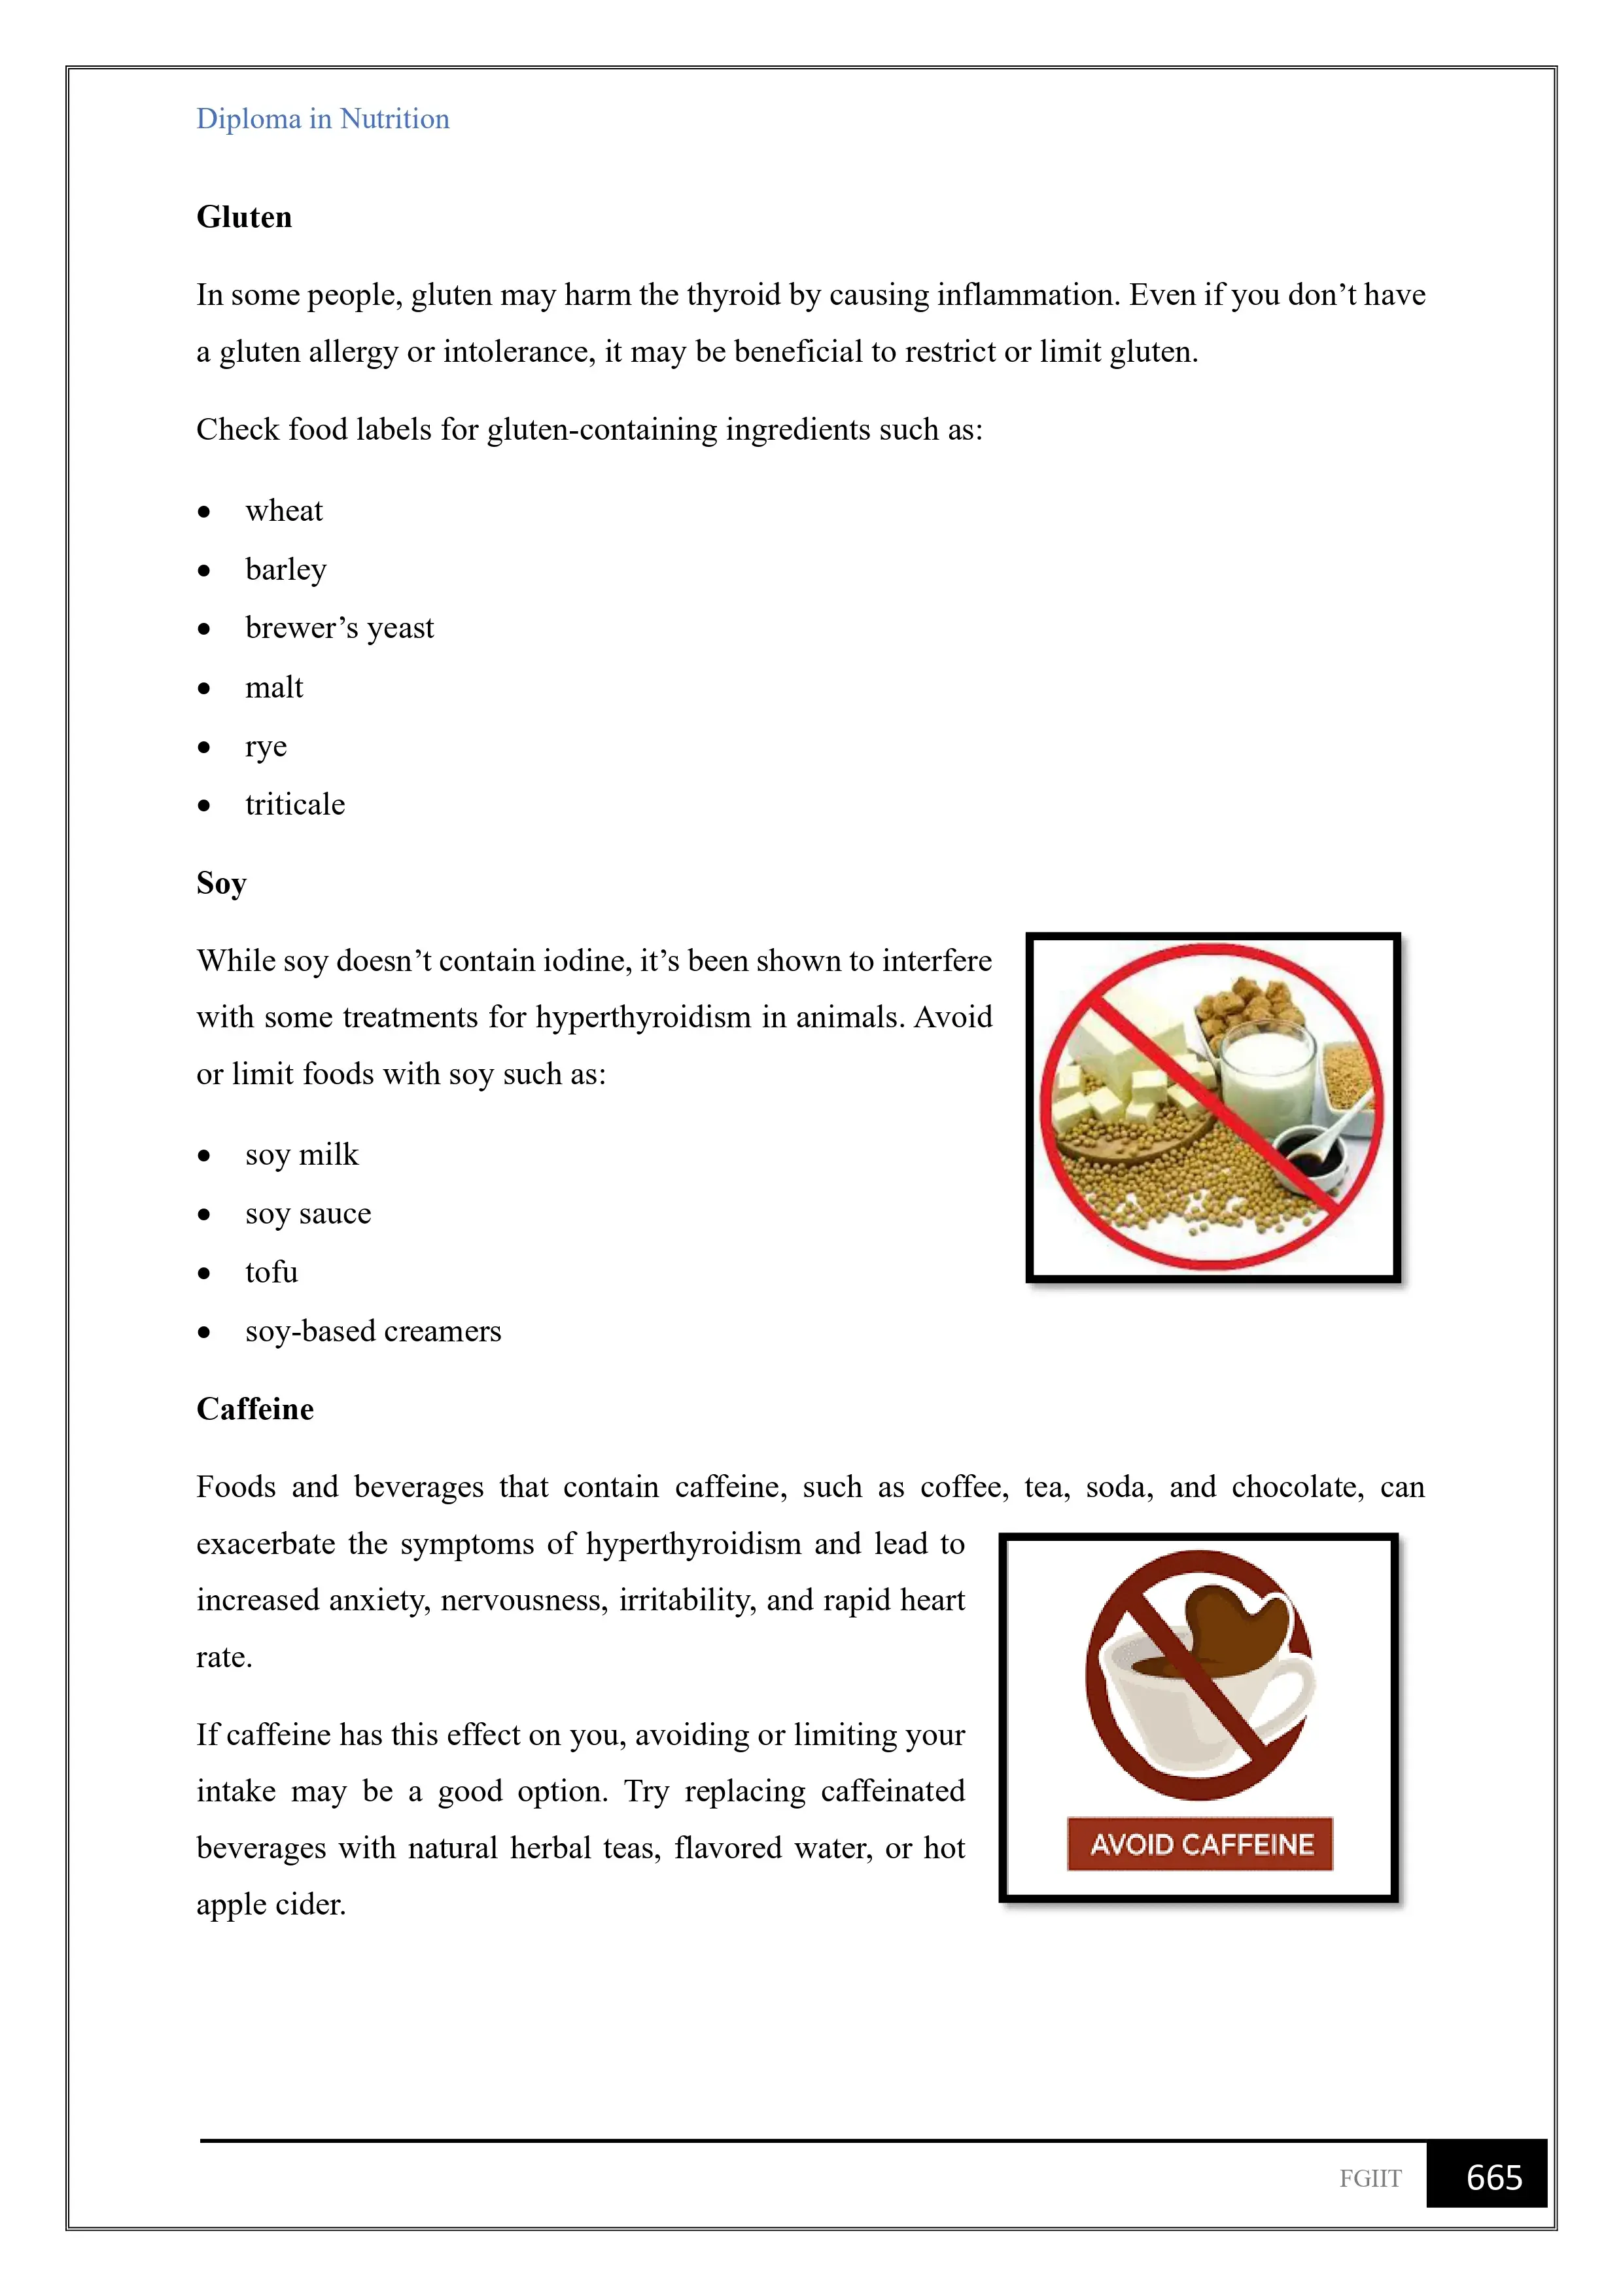 Diploma in Nutrition
Gluten
In some people, gluten may harm the thyroid by causing inflammation. Even if you don’t have
a gluten allergy or intolerance, it may be beneficial to restrict or limit gluten.
Check food labels for gluten-containing ingredients such as:
• wheat
• barley
• brewer’s yeast
• malt
• rye
• triticale
Soy
While soy doesn’t contain iodine, it’s been shown to interfere
with some treatments for hyperthyroidism in animals. Avoid
or limit foods with soy such as:
• soy milk
• soy sauce
• tofu
• soy-based creamers
Caffeine
Foods and beverages that contain caffeine, such as coffee, tea, soda, and chocolate, can
exacerbate the symptoms of hyperthyroidism and lead to
increased anxiety, nervousness, irritability, and rapid heart
rate.
If caffeine has this effect on you, avoiding or limiting your
intake may be a good option. Try replacing caffeinated
beverages with natural herbal teas, flavored water, or hot
apple cider.
AVOID CAFFEINE
FGIIT 665